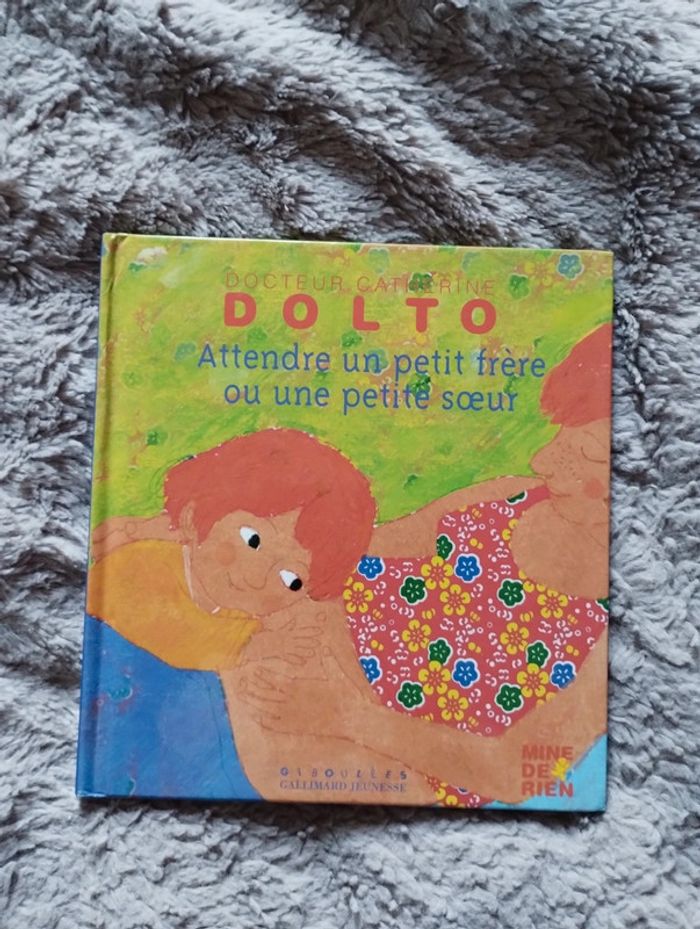 DOCTEUR CATHERINE
DOLTO
Attendre un petit frère
ou une petite sœur
GIBOULÉES
GALLIMARD JEUNESSE
MINE
DE
RIEN